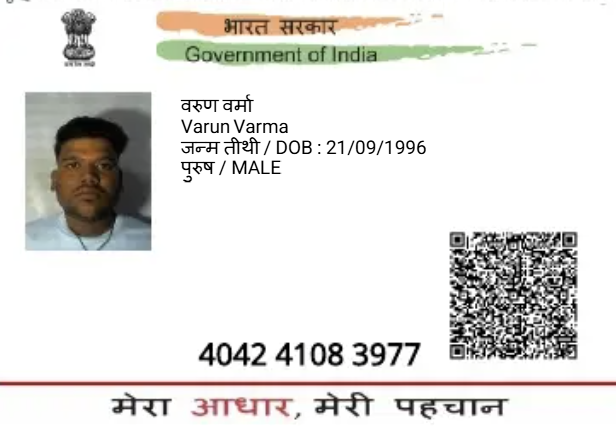 भारत सरकार
Government of India
वरुण वर्मा
Varun Varma
जन्म तीथी / DOB : 21/09/1996
पुरुष / MALE
4042 4108 3977
मेरा आधार, मेरी पहचान